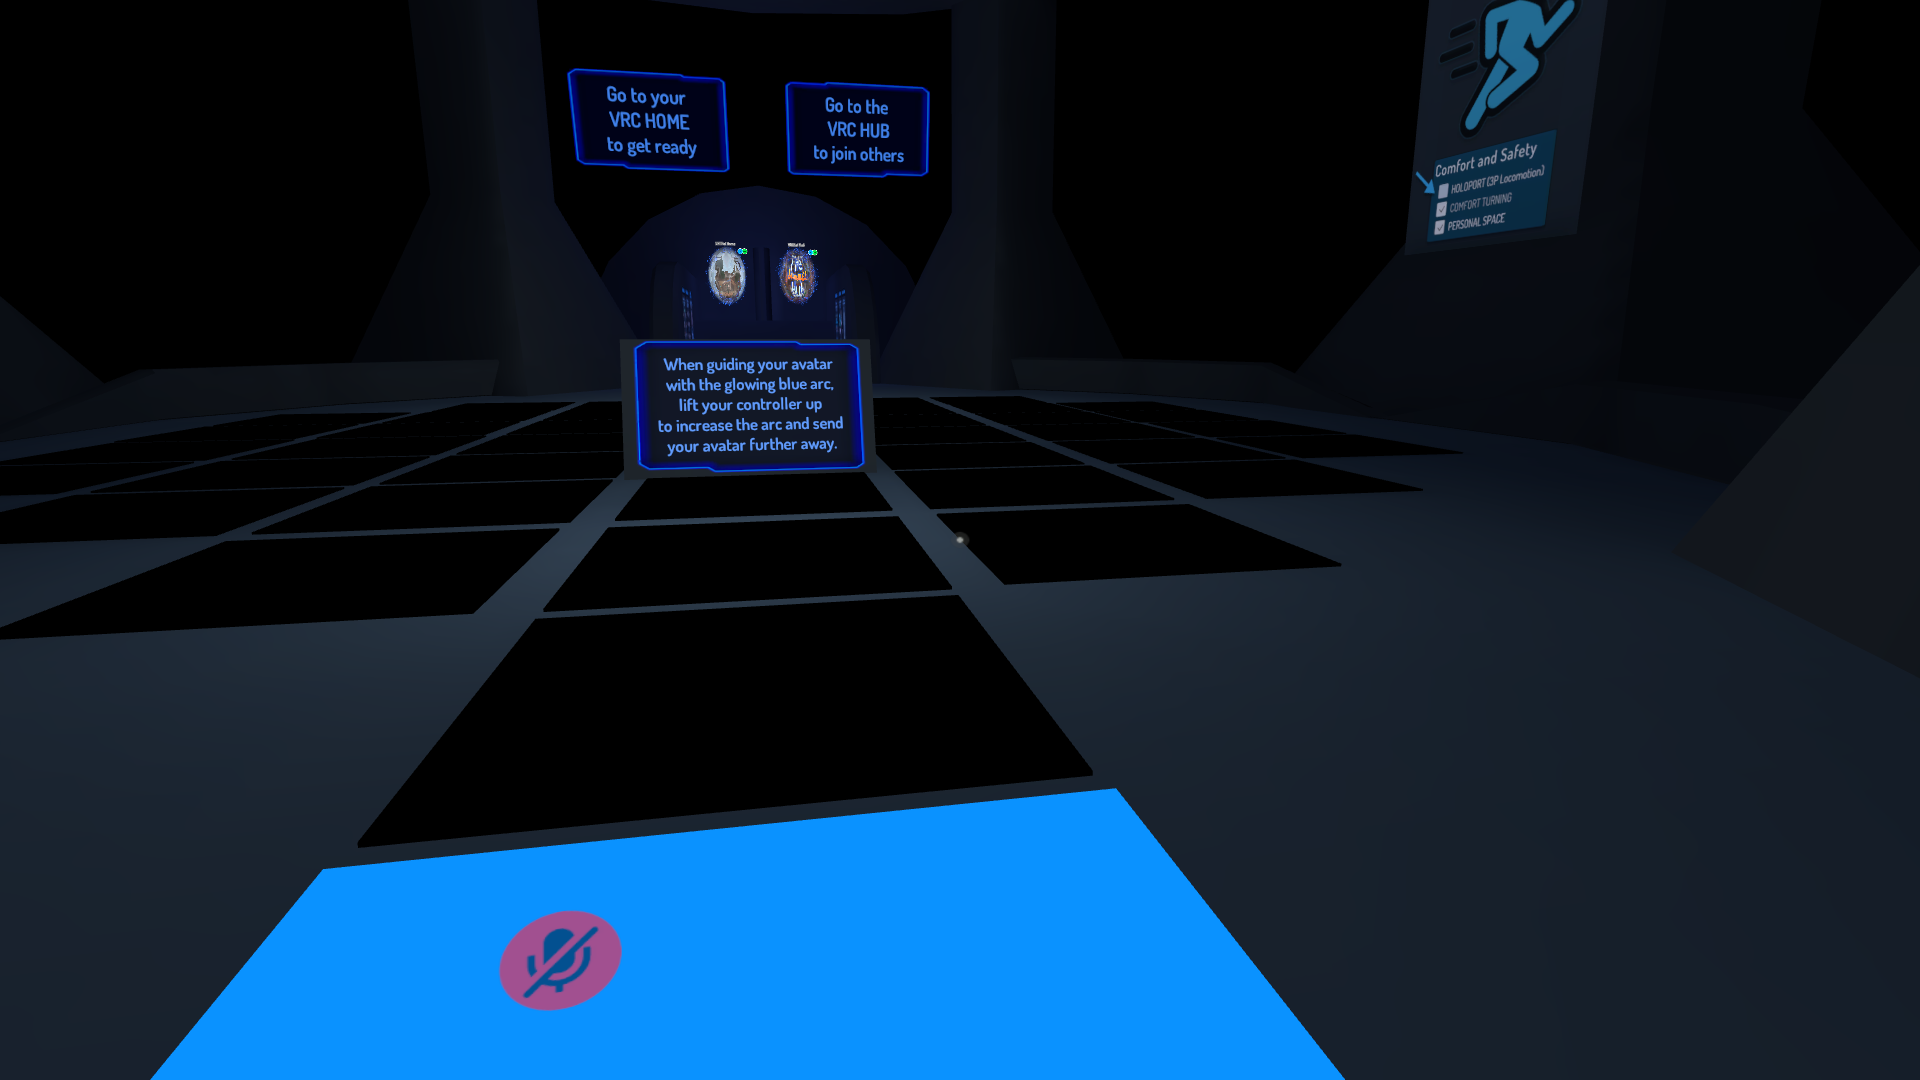 Go to your
VRC HOME
to get ready
Go to the
VRC HUB
to join others
When guiding your avatar
with the glowing blue arc,
lift your controller up
to increase the arc and send
your avatar further away.
Comfort and Safety
HOLOPORT (3P Locomotion)
COMFORT TURNING
PERSONAL SPACE